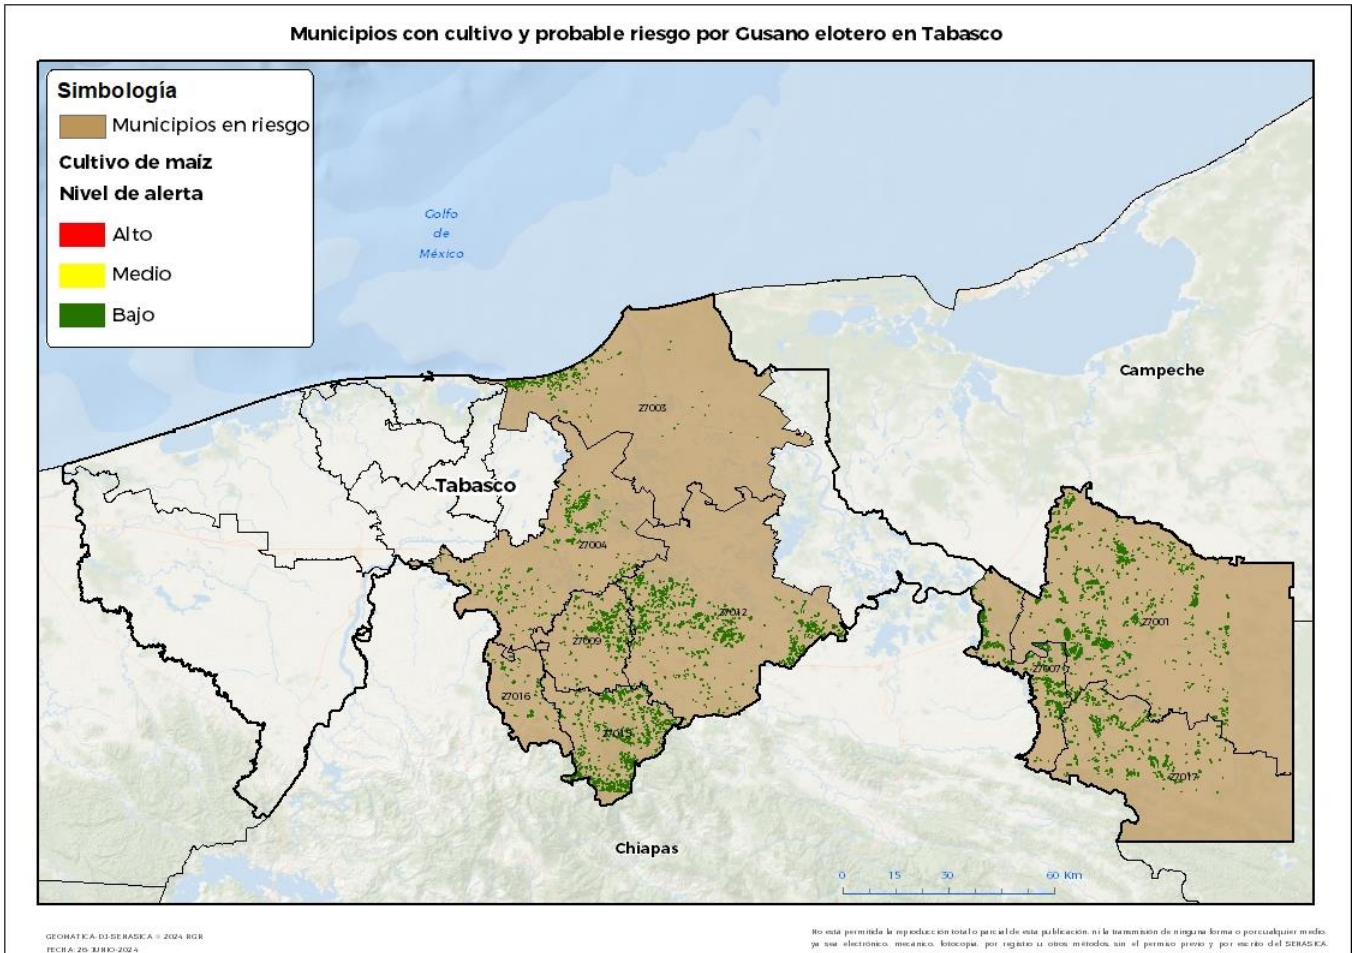 Municipios con cultivo y probable riesgo por Gusano elotero en Tabasco
Simbología
Municipios en riesgo
Cultivo de maíz
Nivel de alerta
Alto
Medio
Bajo
Golfo
de
México
Campeche
27003
Tabasco
27004
27012
27001
27009
27007
27016
27015
27017
Chiapas
0 15 30 60 Km
GEOMATICA-DJ-SENASICA © 2024 RGR
FECHA: 26-JUNIO-2024
No está permitida la reproducción total o parcial de esta publicación, ni la transmisión de ninguna forma o por cualquier medio,
ya sea electrónico, mecánico, fotocopia, por registro u otros métodos, sin el permiso previo y por escrito del SENASICA.